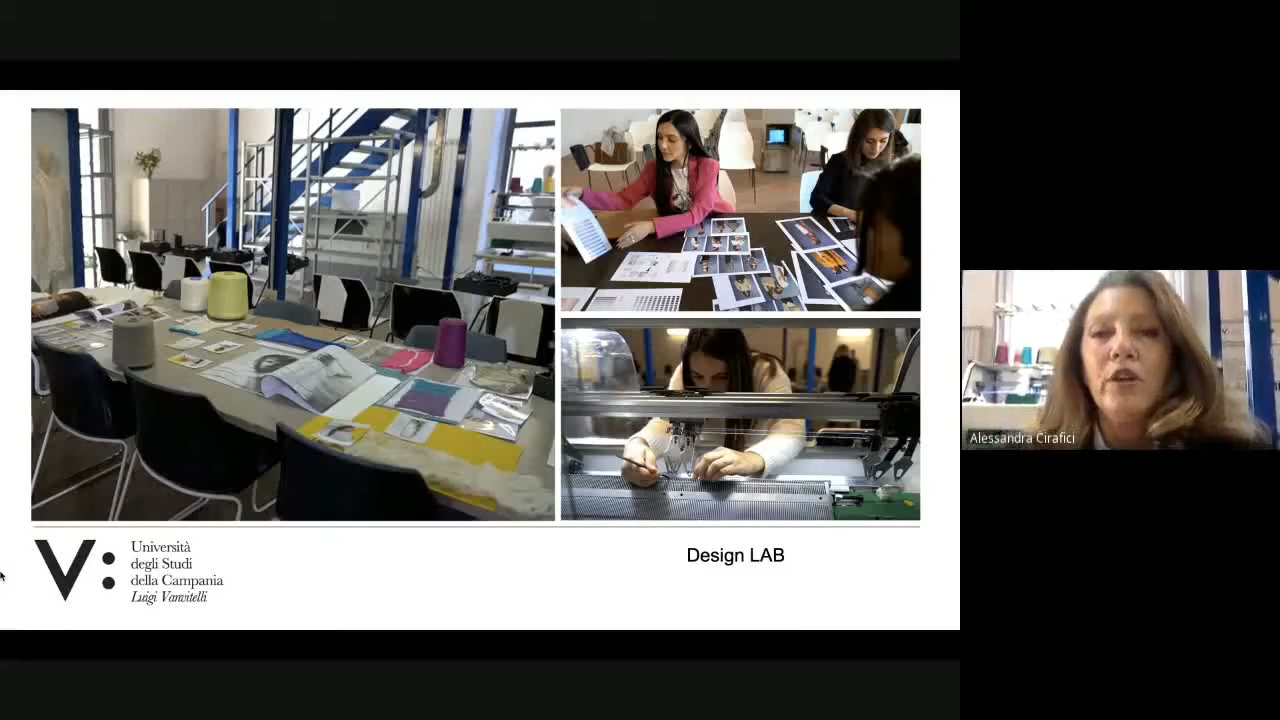 V:
Università
degli Studi
della Campania
Luigi Vanvitelli
Design LAB
Alessandra Cirafici